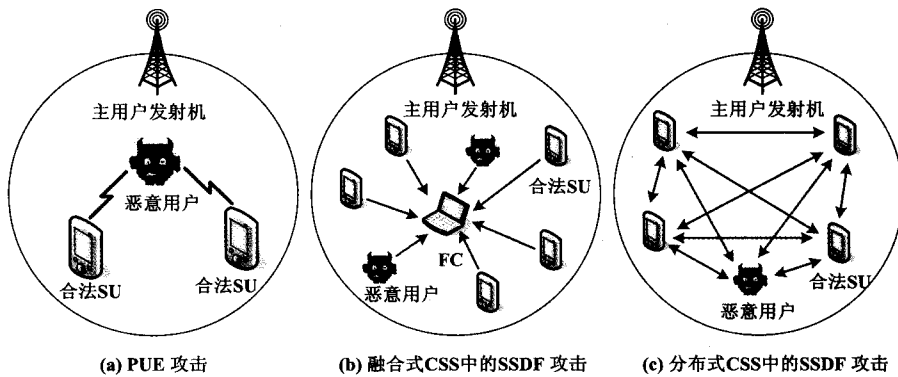 主用户发射机
恶意用户
合法SU
合法SU
(a) PUE 攻击
主用户发射机
合法SU
FC
恶意用户
(b) 融合式CSS中的SSDF 攻击
主用户发射机
合法SU
恶意用户
(c) 分布式CSS中的SSDF 攻击